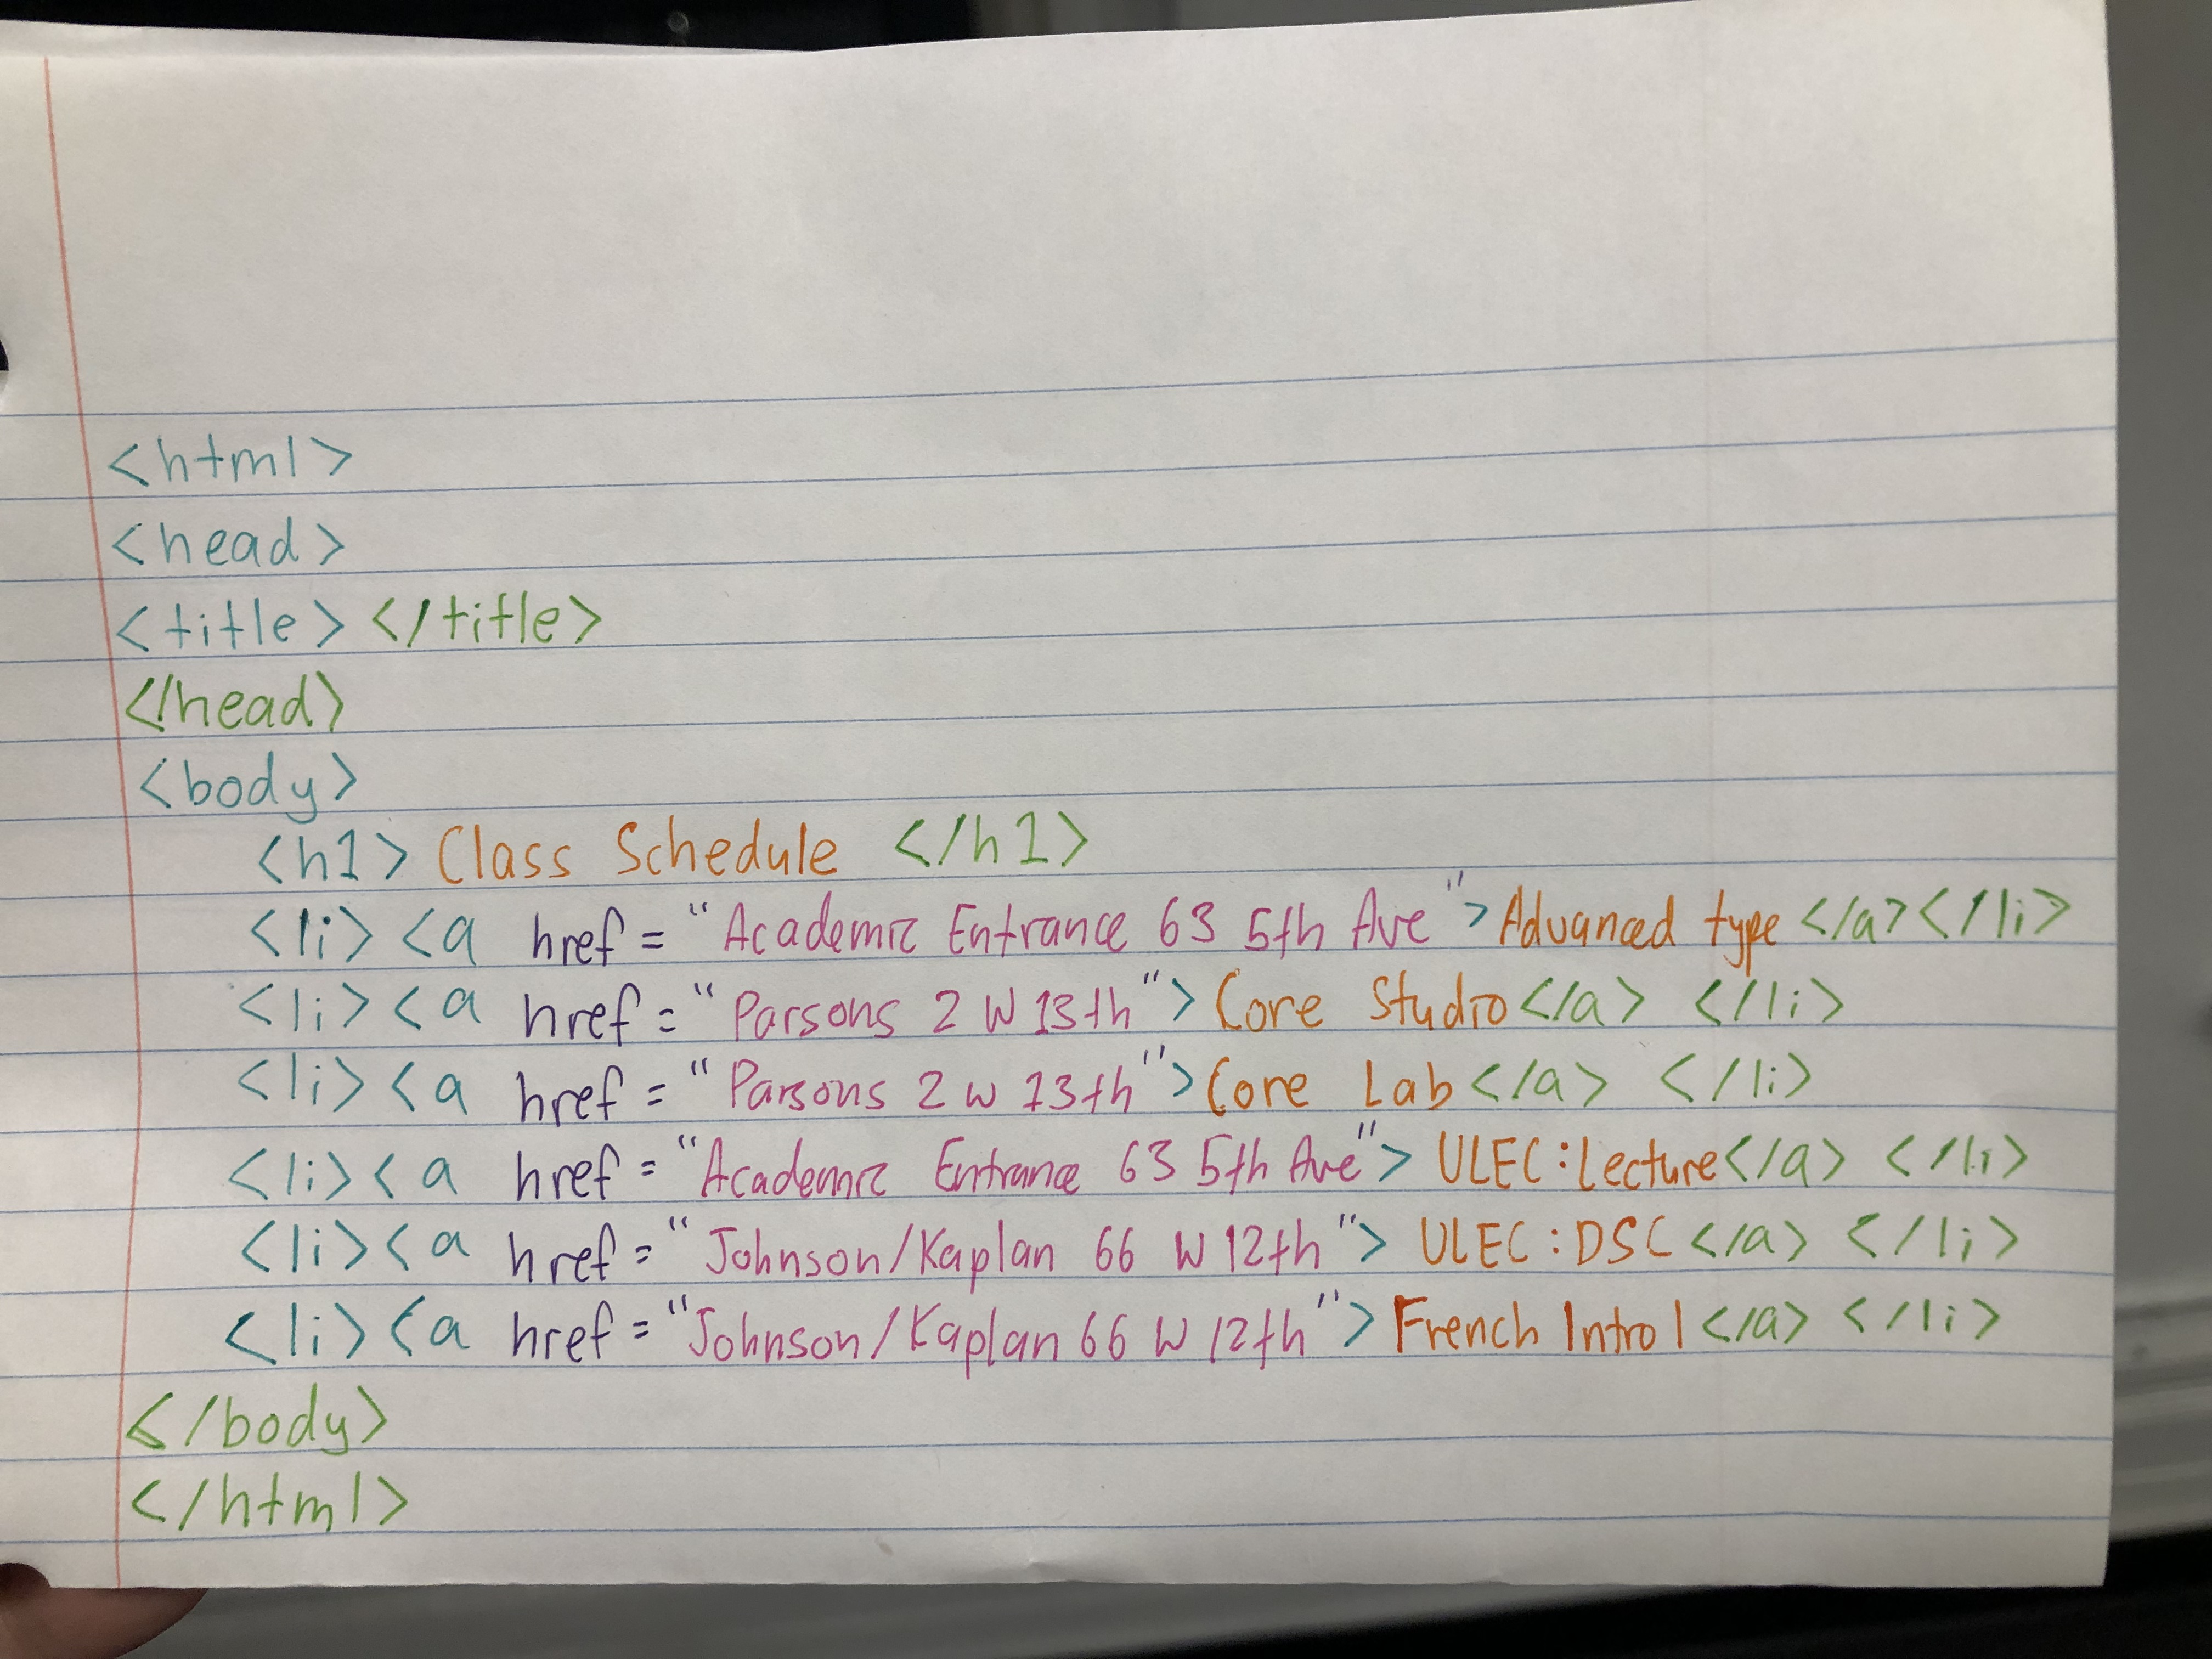 <html>
<head>
<title> </title>
</head>
<body>
<h1> Class Schedule </h1>
<li><a href = "Academic Entrance 63 5th Ave">Advanced type</a></li>
<li><a href = "Parsons 2 W 13th">Core Studio</a> </li>
<li><a href = "Parsons 2 W 13th">Core Lab</a> </li>
<li><a href = "Academic Entrance 63 5th Ave"> ULEC:Lecture</a> </li>
<li><a href = "Johnson/Kaplan 66 W 12th"> ULEC:DSC</a> </li>
<li><a href = "Johnson/Kaplan 66 W 12th"> French Intro 1</a> </li>
</body>
</html>